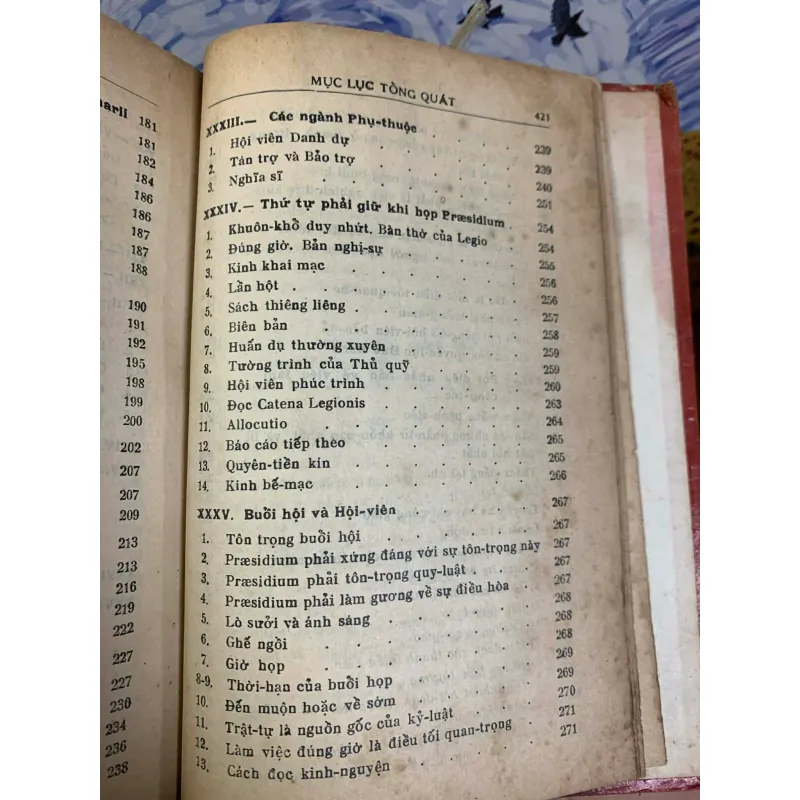 narii 181
181
182
184
186
186
187
187
188
190
191
192
195
198
199
200
202
207
207
209
213
213
216
219
222
227
227
230
234
236
238
MỤC LỤC TỔNG QUÁT 421
XXXIII.— Các ngành Phụ-thuộc . . . . 239
1. Hội viên Danh dự . . . . 239
2. Tán trợ và Bảo trợ . . . . 240
3. Nghĩa sĩ . . . . 251
XXXIV.— Thứ tự phải giữ khi họp Præsidium . 254
1. Khuôn-khổ duy nhứt. Bàn thờ của Legio . 254
2. Đúng giờ. Bản nghị-sự . . . . 255
3. Kinh khai mạc . . . . 256
4. Lần hột . . . . 256
5. Sách thiêng liêng . . . . 257
6. Biên bản . . . . 258
7. Huấn dụ thường xuyên . . . . 259
8. Tường trình của Thủ quỹ . . . . 259
9. Hội viên phúc trình . . . . 260
10. Đọc Catena Legionis . . . . 263
11. Allocutio . . . . 264
12. Báo cáo tiếp theo . . . . 265
13. Quyên-tiền kín . . . . 265
14. Kinh bế-mạc . . . . 266
XXXV. Buổi hội và Hội-viên . . . . 267
1. Tôn trọng buổi hội . . . . 267
2. Præsidium phải xứng đáng với sự tôn-trọng này 267
3. Præsidium phải tôn-trọng quy-luật . . . 267
4. Præsidium phải làm gương về sự điều hòa . 267
5. Lò sưởi và ánh sáng . . . . 268
6. Ghế ngồi . . . . 268
7. Giờ họp . . . . 268
8-9. Thời-hạn của buổi họp . . . . 269
10. Đến muộn hoặc về sớm . . . . 269
11. Trật-tự là nguồn gốc của kỷ-luật . . . 270
12. Làm việc đúng giờ là điều tối quan-trọng . 271
13. Cách đọc kinh-nguyện . . . . 271